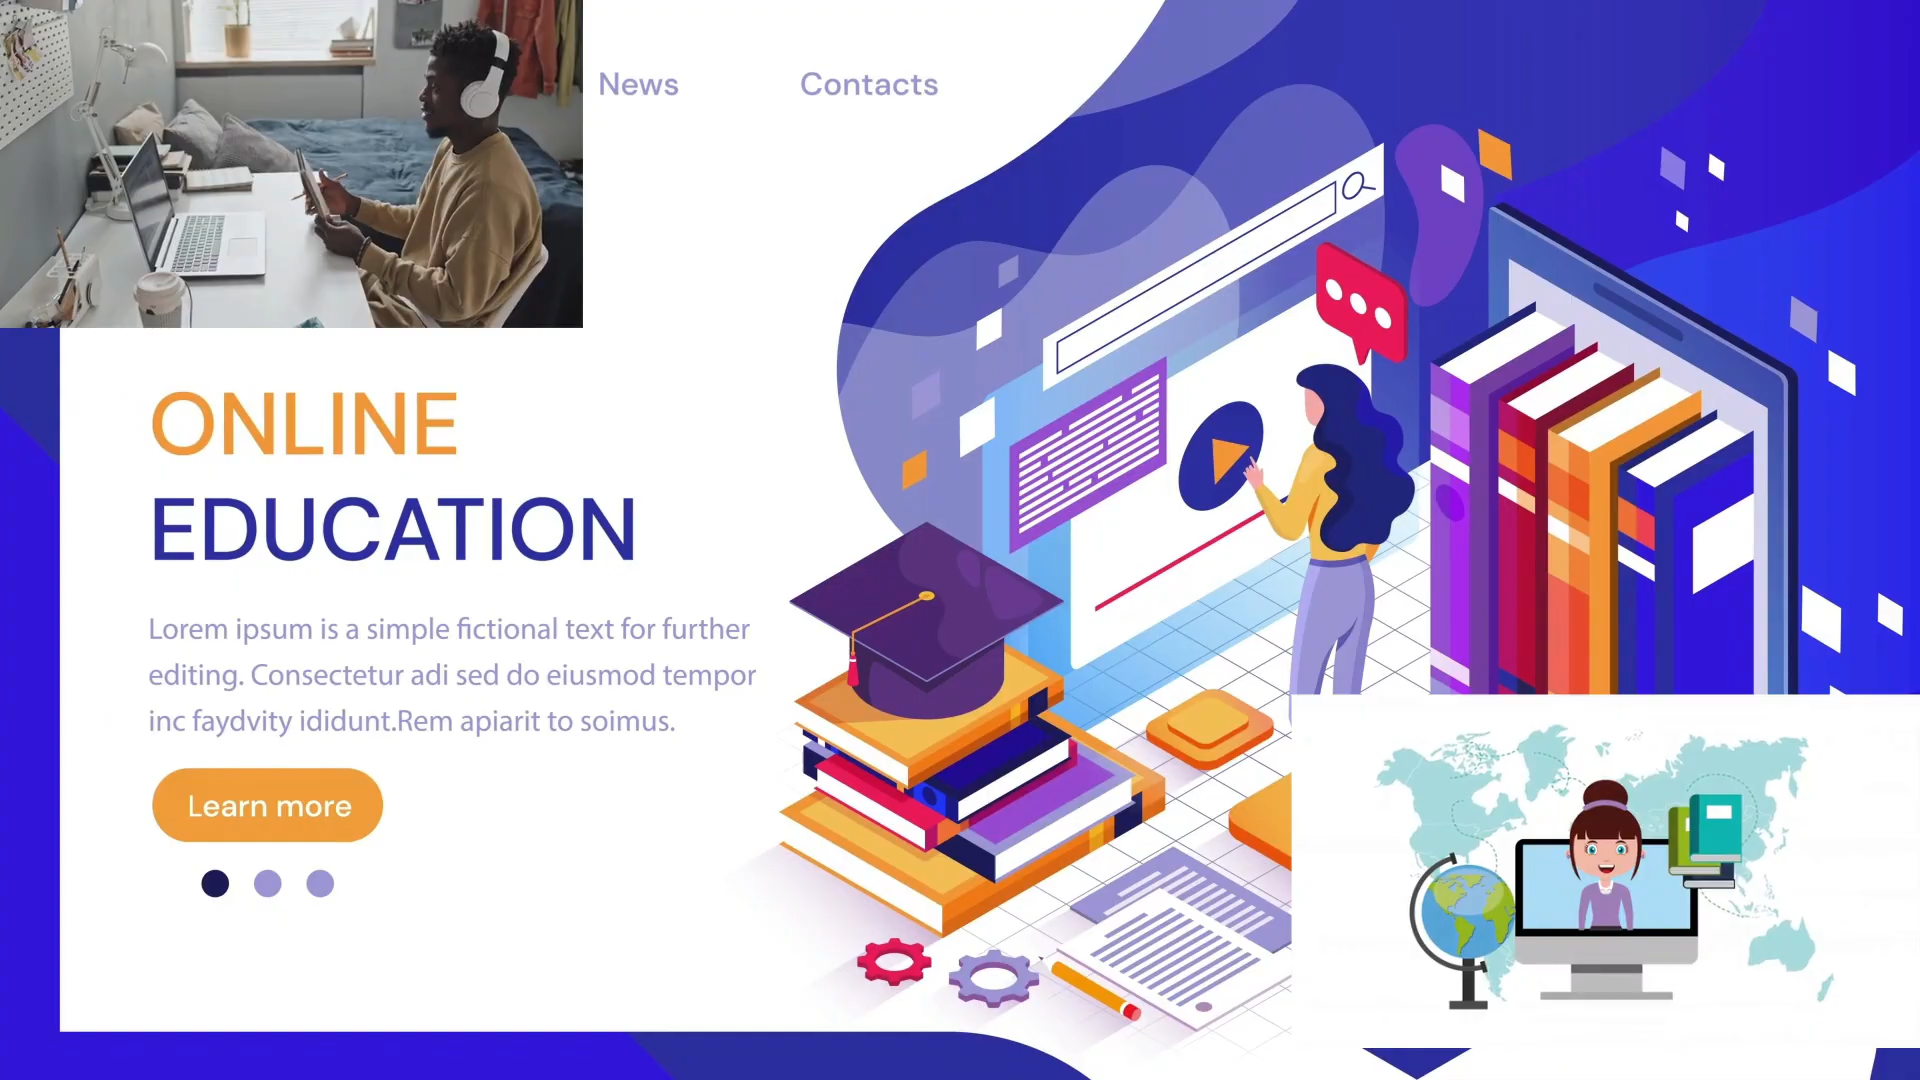 News
Contacts
ONLINE
EDUCATION
Lorem ipsum is a simple fictional text for further
editing. Consectetur adi sed do eiusmod tempor
inc faydvity ididunt.Rem apiarit to soimus.
Learn more